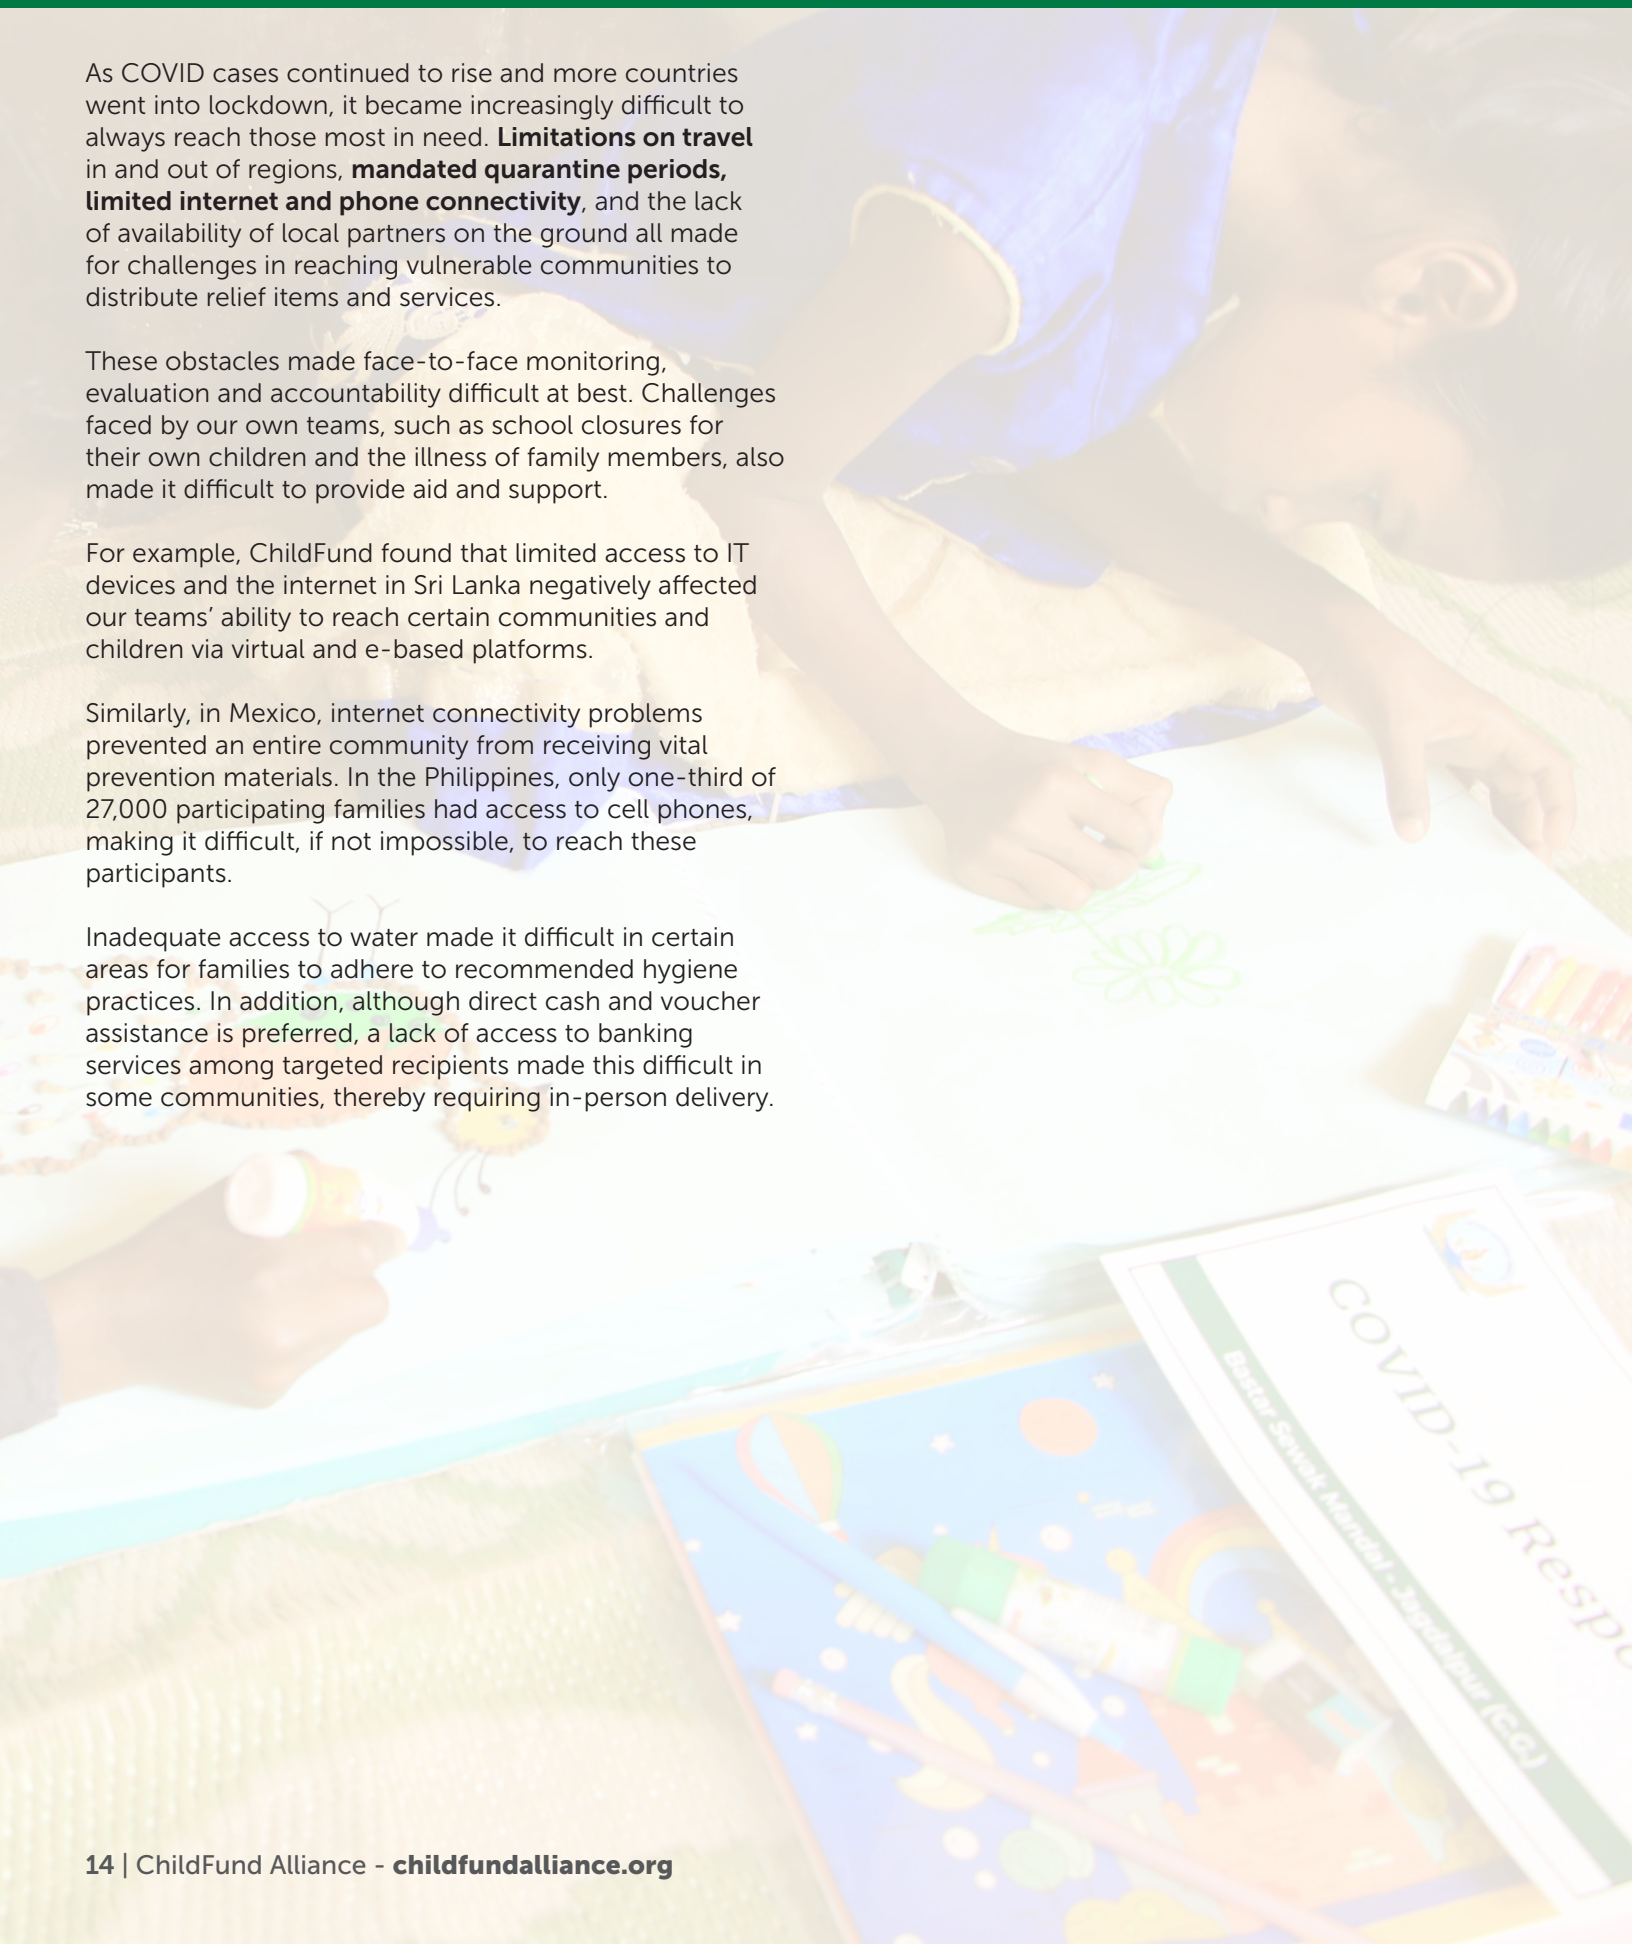 As COVID cases continued to rise and more countries
went into lockdown, it became increasingly difficult to
always reach those most in need. Limitations on travel
in and out of regions, mandated quarantine periods,
limited internet and phone connectivity, and the lack
of availability of local partners on the ground all made
for challenges in reaching vulnerable communities to
distribute relief items and services.
These obstacles made face-to-face monitoring,
evaluation and accountability difficult at best. Challenges
faced by our own teams, such as school closures for
their own children and the illness of family members, also
made it difficult to provide aid and support.
For example, ChildFund found that limited access to IT
devices and the internet in Sri Lanka negatively affected
our teams’ ability to reach certain communities and
children via virtual and e-based platforms.
Similarly, in Mexico, internet connectivity problems
prevented an entire community from receiving vital
prevention materials. In the Philippines, only one-third of
27,000 participating families had access to cell phones,
making it difficult, if not impossible, to reach these
participants.
Inadequate access to water made it difficult in certain
areas for families to adhere to recommended hygiene
practices. In addition, although direct cash and voucher
assistance is preferred, a lack of access to banking
services among targeted recipients made this difficult in
some communities, thereby requiring in-person delivery.
COVID-19 Respo
Bastar Sewak Mandal - Jagdalpur (C.G.)
14 | ChildFund Alliance - childfundalliance.org